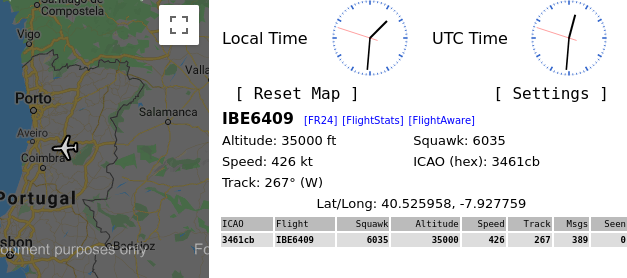 Santiago de
Compostela
Vigo
Valla
Porto
Salamanca
Aveiro
Coimbra
Portugal
sbon
Badajoz
opment purposes only
Fo
Local Time
UTC Time
[ Reset Map ]
[ Settings ]
IBE6409 [FR24] [FlightStats] [FlightAware]
Altitude: 35000 ft Squawk: 6035
Speed: 426 kt ICAO (hex): 3461cb
Track: 267° (W)
Lat/Long: 40.525958, -7.927759
ICAO Flight Squawk Altitude Speed Track Msgs Seen
3461cb IBE6409 6035 35000 426 267 389 0